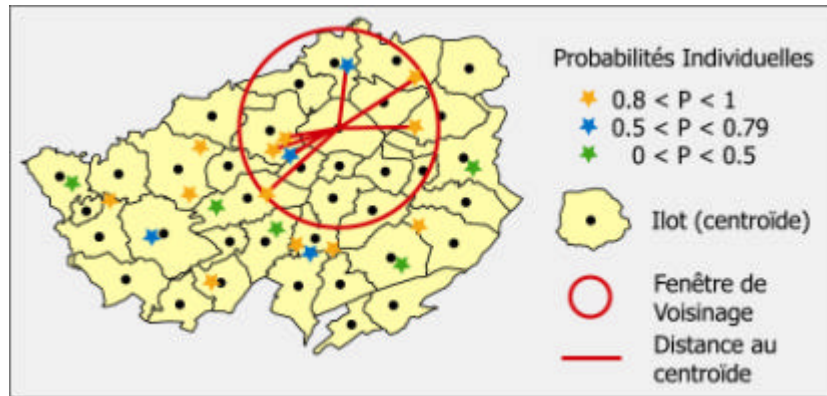 Probabilités Individuelles
0.8 < P < 1
0.5 < P < 0.79
0 < P < 0.5
Ilot (centroïde)
Fenêtre de
Voisinage
Distance au
centroïde